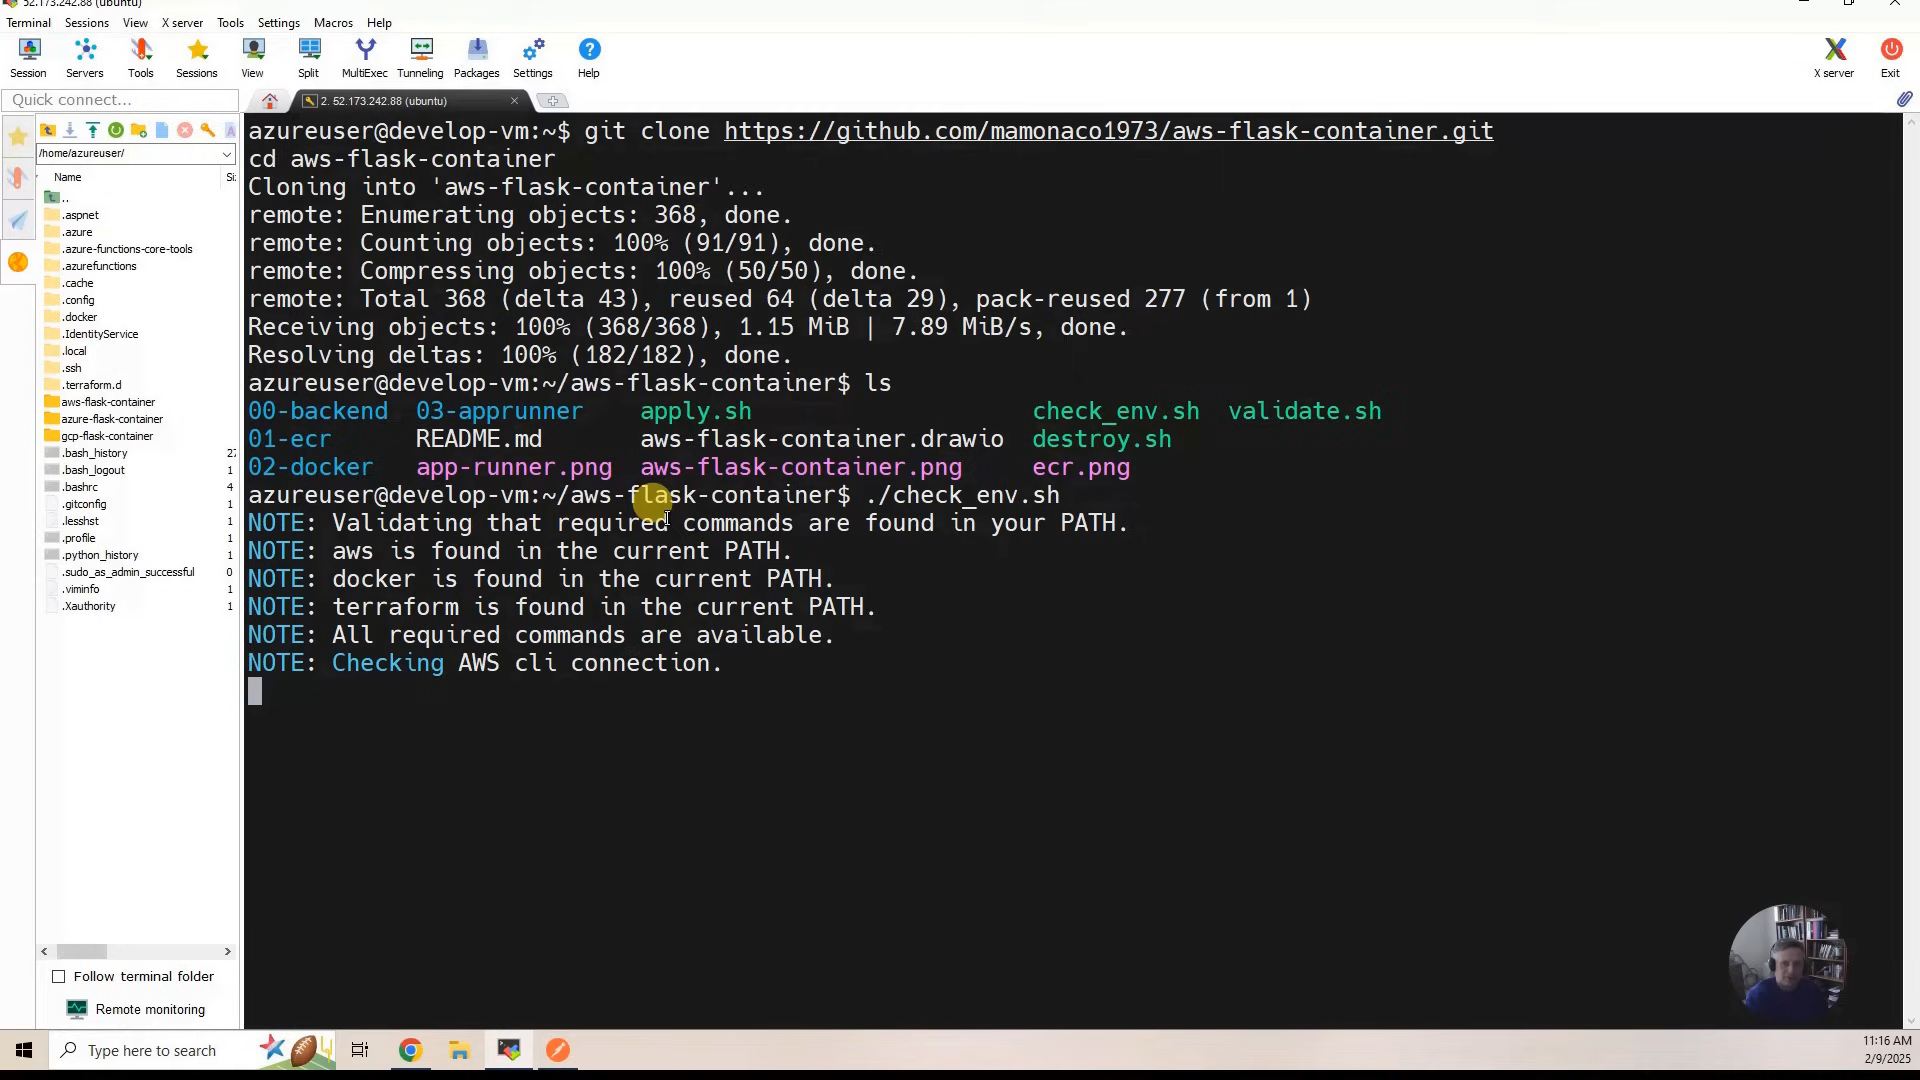 52.173.242.88 (ubuntu)
Terminal Sessions View X server Tools Settings Macros Help
Session Servers Tools Sessions View Split MultiExec Tunneling Packages Settings Help X server Exit
Quick connect...
2. 52.173.242.88 (ubuntu)
/home/azureuser/
Name
..
.aspnet
.azure
.azure-functions-core-tools
.azurefunctions
.cache
.config
.docker
.IdentityService
.local
.ssh
.terraform.d
aws-flask-container
azure-flask-container
gcp-flask-container
.bash_history 27
.bash_logout 1
.bashrc 4
.gitconfig 1
.lesshst 1
.profile 1
.python_history 1
.sudo_as_admin_successful 0
.viminfo 1
.Xauthority 1
Follow terminal folder
Remote monitoring
azureuser@develop-vm:~$ git clone https://github.com/mamonaco1973/aws-flask-container.git
cd aws-flask-container
Cloning into 'aws-flask-container'...
remote: Enumerating objects: 368, done.
remote: Counting objects: 100% (91/91), done.
remote: Compressing objects: 100% (50/50), done.
remote: Total 368 (delta 43), reused 64 (delta 29), pack-reused 277 (from 1)
Receiving objects: 100% (368/368), 1.15 MiB | 7.89 MiB/s, done.
Resolving deltas: 100% (182/182), done.
azureuser@develop-vm:~/aws-flask-container$ ls
00-backend 03-apprunner apply.sh check_env.sh validate.sh
01-ecr README.md aws-flask-container.drawio destroy.sh
02-docker app-runner.png aws-flask-container.png ecr.png
azureuser@develop-vm:~/aws-flask-container$ ./check_env.sh
NOTE: Validating that required commands are found in your PATH.
NOTE: aws is found in the current PATH.
NOTE: docker is found in the current PATH.
NOTE: terraform is found in the current PATH.
NOTE: All required commands are available.
NOTE: Checking AWS cli connection.
Type here to search
11:16 AM
2/9/2025